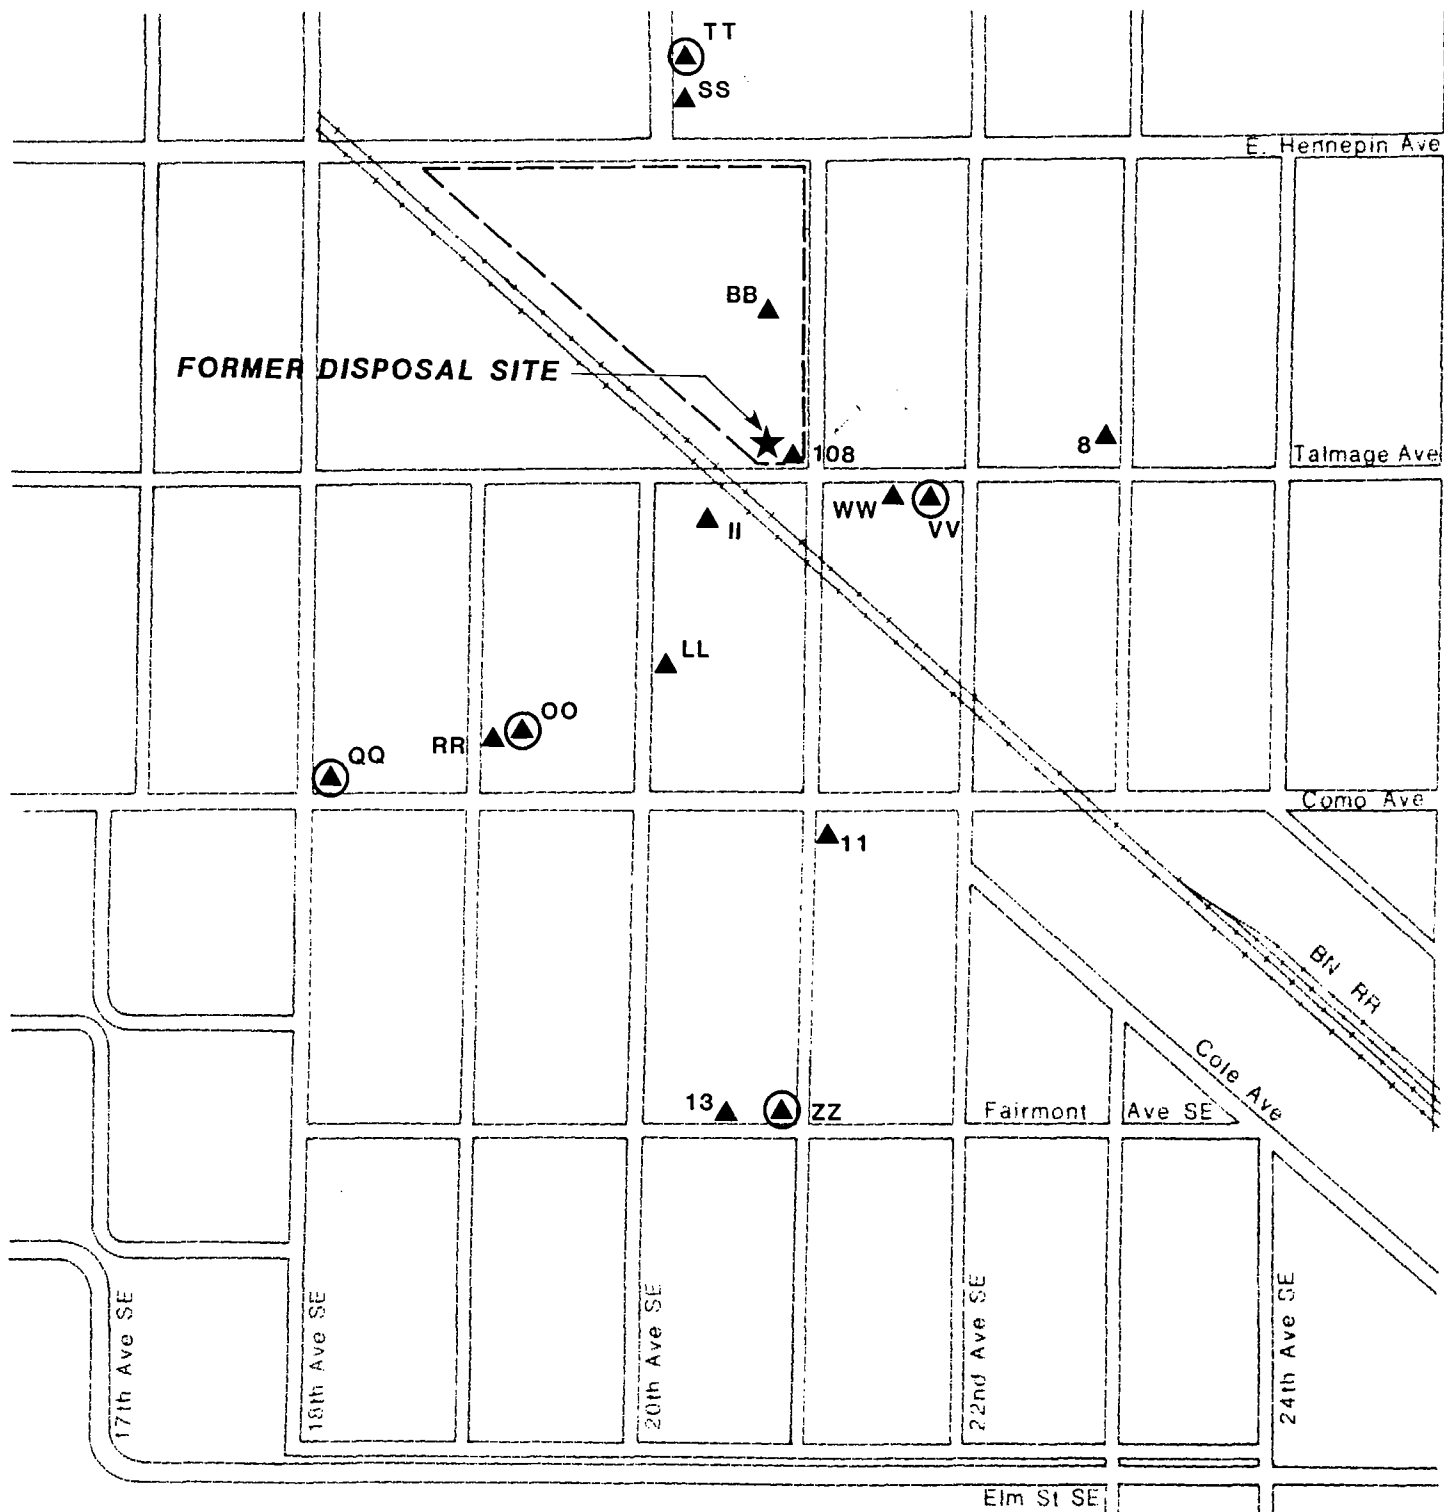 TT
SS
E. Hennepin Ave
BB
FORMER DISPOSAL SITE
8
108
Talmage Ave
WW
VV
II
LL
OO
RR
QQ
Como Ave
11
BN RR
Cole Ave
13
ZZ
Fairmont Ave SE
17th Ave SE
18th Ave SE
20th Ave SE
22nd Ave SE
24th Ave SE
Elm St SE